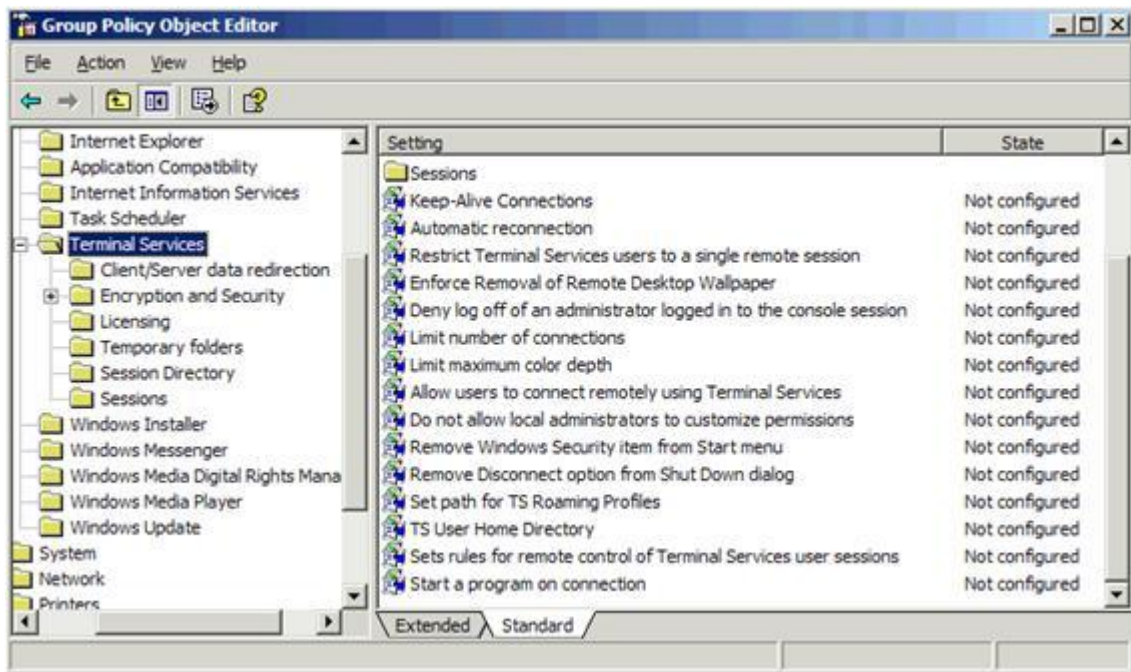 Group Policy Object Editor
File Action View Help
Internet Explorer
Application Compatibility
Internet Information Services
Task Scheduler
Terminal Services
Client/Server data redirection
Encryption and Security
Licensing
Temporary folders
Session Directory
Sessions
Windows Installer
Windows Messenger
Windows Media Digital Rights Mana
Windows Media Player
Windows Update
System
Network
Printers
Setting State
Sessions
Keep-Alive Connections Not configured
Automatic reconnection Not configured
Restrict Terminal Services users to a single remote session Not configured
Enforce Removal of Remote Desktop Wallpaper Not configured
Deny log off of an administrator logged in to the console session Not configured
Limit number of connections Not configured
Limit maximum color depth Not configured
Allow users to connect remotely using Terminal Services Not configured
Do not allow local administrators to customize permissions Not configured
Remove Windows Security item from Start menu Not configured
Remove Disconnect option from Shut Down dialog Not configured
Set path for TS Roaming Profiles Not configured
TS User Home Directory Not configured
Sets rules for remote control of Terminal Services user sessions Not configured
Start a program on connection Not configured
Extended Standard